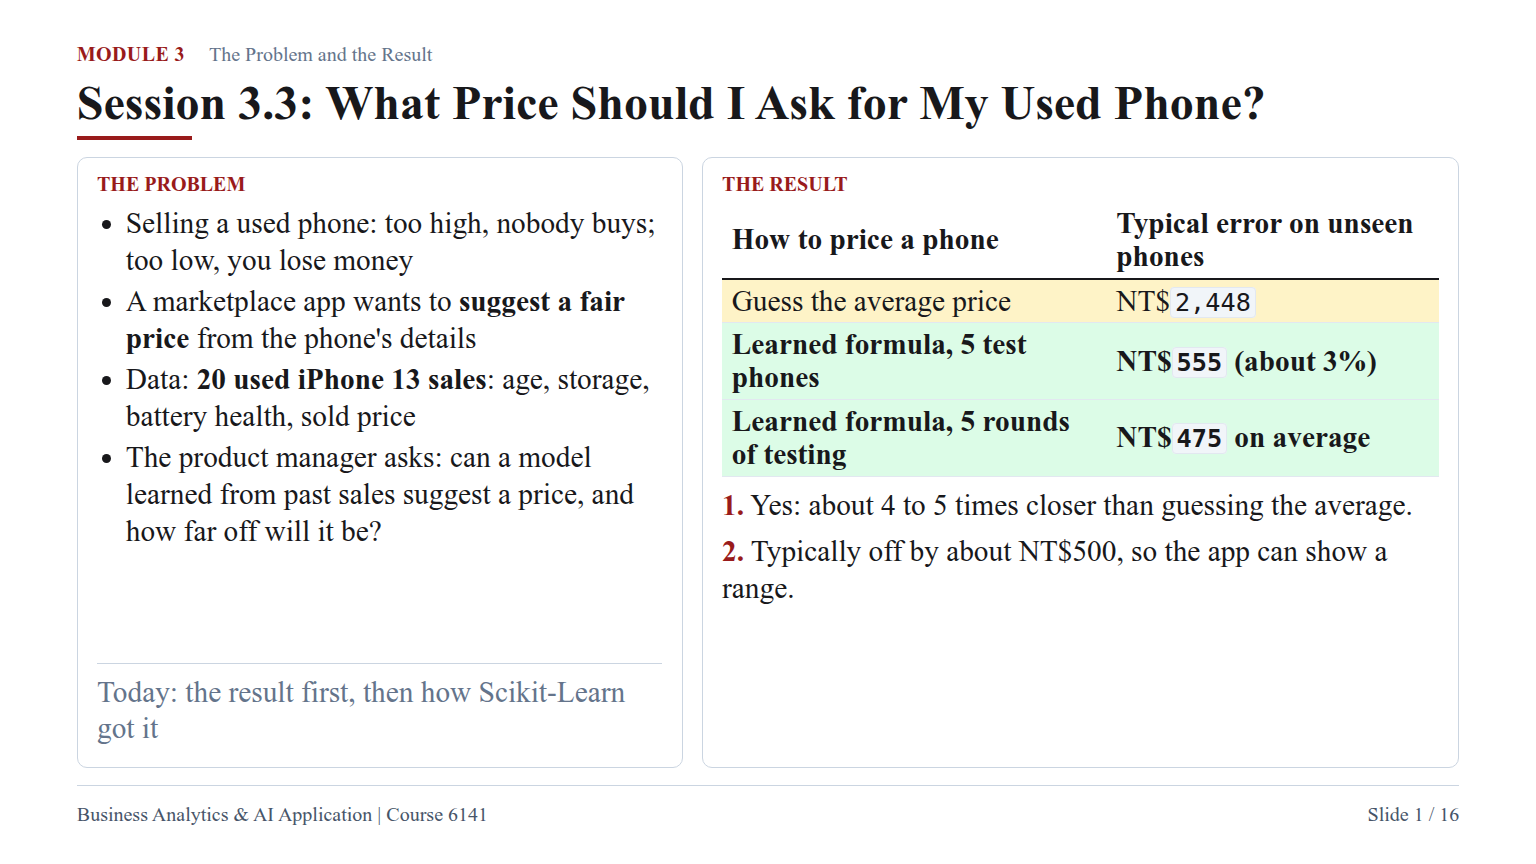 MODULE 3 The Problem and the Result
Session 3.3: What Price Should I Ask for My Used Phone?
THE PROBLEM
• Selling a used phone: too high, nobody buys;
too low, you lose money
• A marketplace app wants to suggest a fair
price from the phone's details
• Data: 20 used iPhone 13 sales: age, storage,
battery health, sold price
• The product manager asks: can a model
learned from past sales suggest a price, and
how far off will it be?
Today: the result first, then how Scikit-Learn
got it
THE RESULT
How to price a phone
Typical error on unseen
phones
Guess the average price NT$2,448
Learned formula, 5 test
phones
NT$555 (about 3%)
Learned formula, 5 rounds
of testing
NT$475 on average
1. Yes: about 4 to 5 times closer than guessing the average.
2. Typically off by about NT$500, so the app can show a
range.
Business Analytics & AI Application | Course 6141
Slide 1 / 16